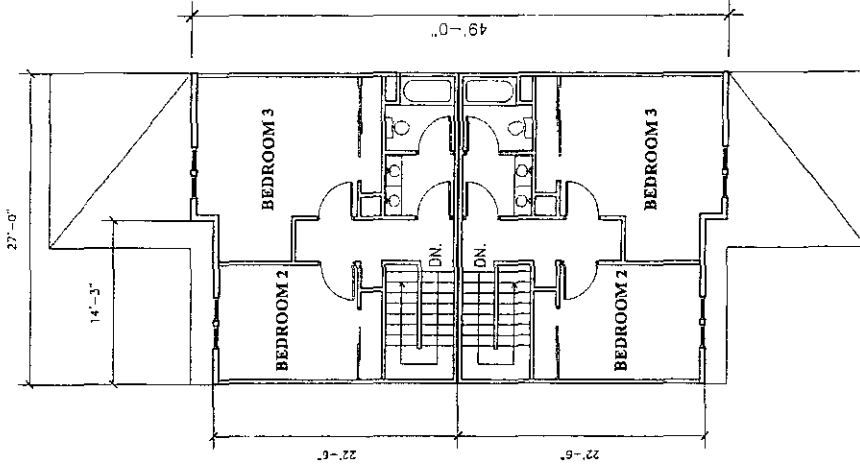 49'-0"
27'-0"
14'-3"
BEDROOM 3
BEDROOM 3
DN.
DN.
BEDROOM 2
BEDROOM 2
22'-6"
22'-6"